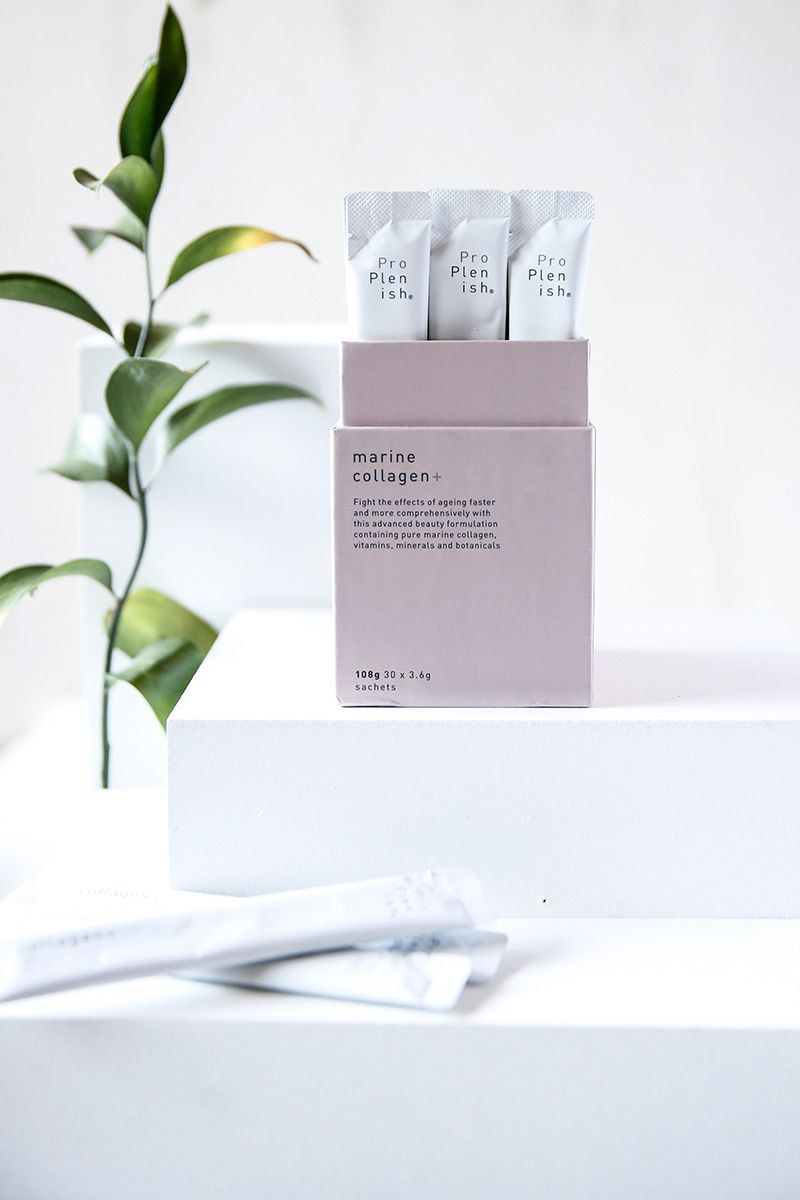 Pro
Plen
ish®
Pro
Plen
ish®
Pro
Plen
ish®
marine
collagen+
Fight the effects of ageing faster
and more comprehensively with
this advanced beauty formulation
containing pure marine collagen,
vitamins, minerals and botanicals
108g 30 x 3.6g
sachets